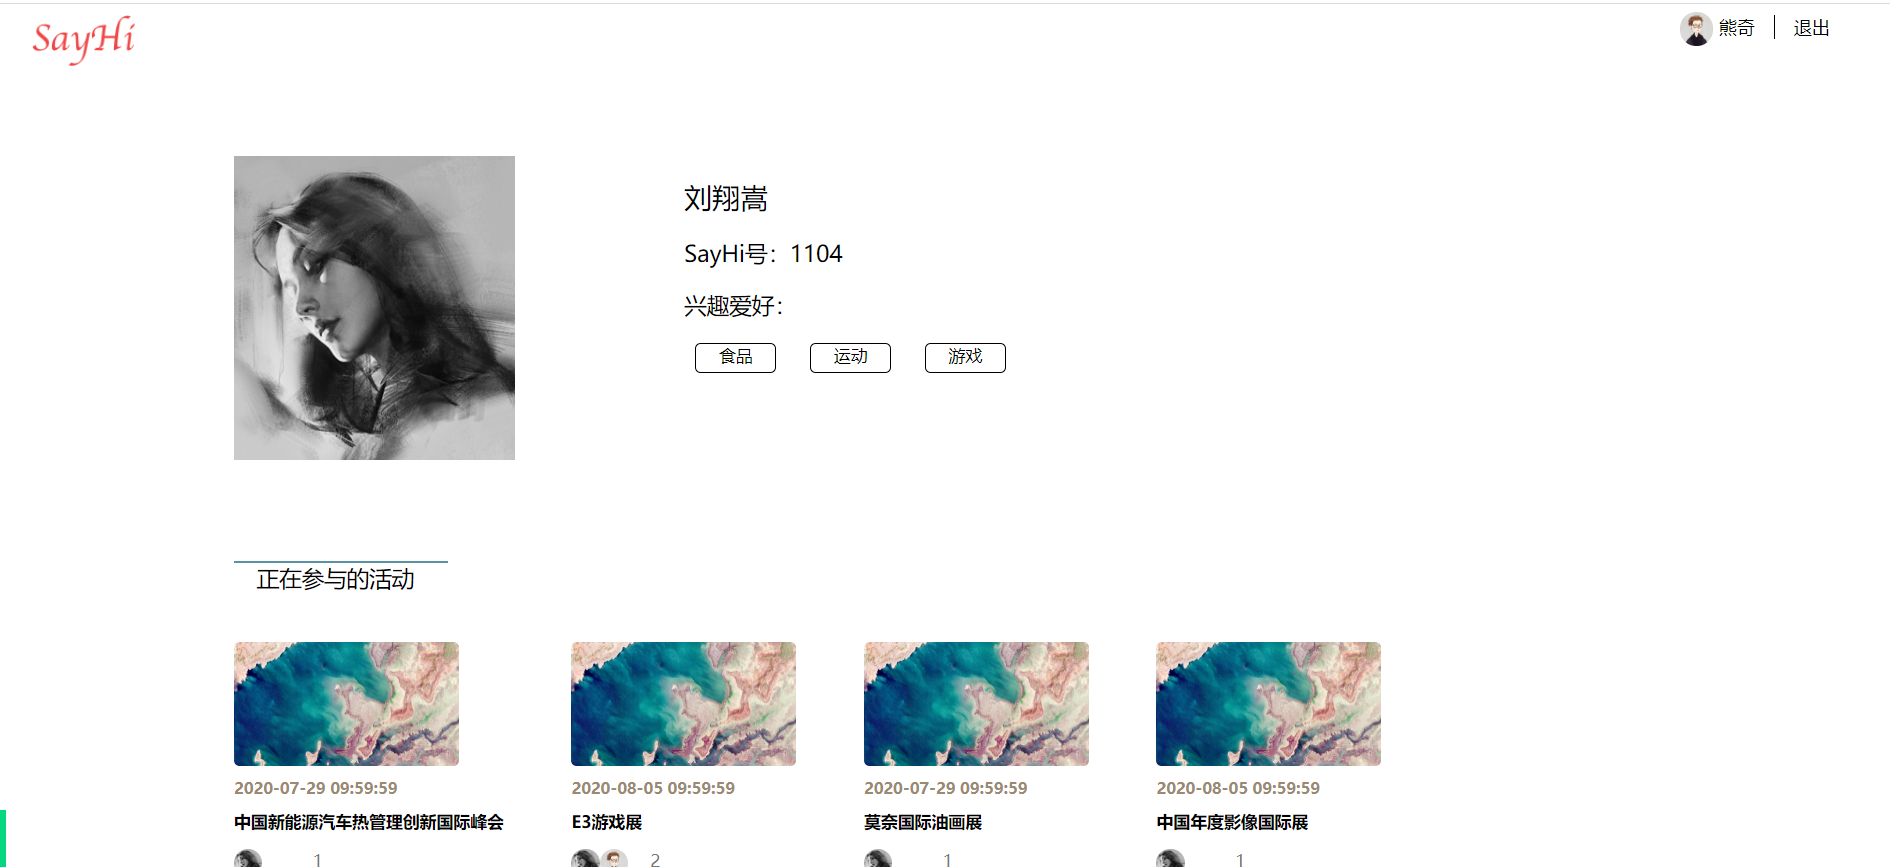 SayHi
熊奇
退出
刘翔嵩
SayHi号：1104
兴趣爱好：
食品
运动
游戏
正在参与的活动
2020-07-29 09:59:59
2020-08-05 09:59:59
2020-07-29 09:59:59
2020-08-05 09:59:59
中国新能源汽车热管理创新国际峰会
E3游戏展
莫奈国际油画展
中国年度影像国际展
1
2
1
1